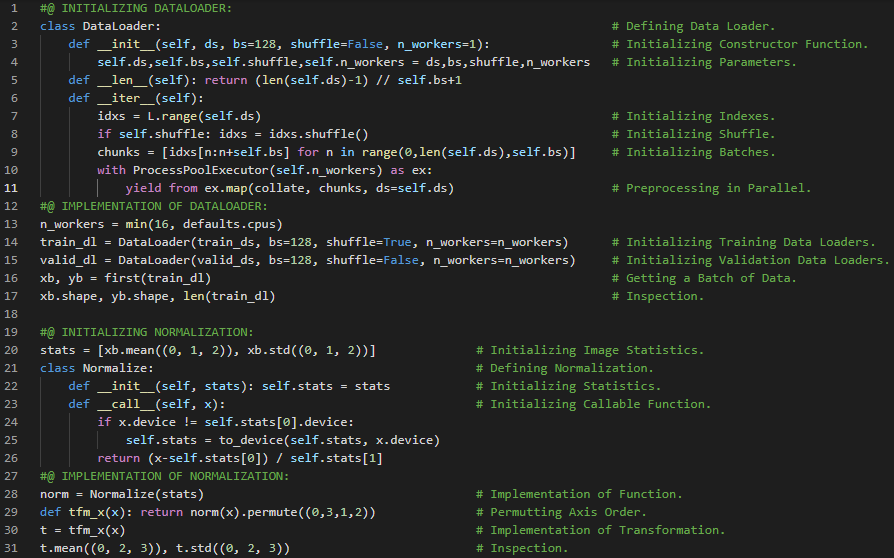 1 #@ INITIALIZING DATALOADER:
2 class DataLoader: # Defining Data Loader.
3 def __init__(self, ds, bs=128, shuffle=False, n_workers=1): # Initializing Constructor Function.
4 self.ds,self.bs,self.shuffle,self.n_workers = ds,bs,shuffle,n_workers # Initializing Parameters.
5 def __len__(self): return (len(self.ds)-1) // self.bs+1
6 def __iter__(self):
7 idxs = L.range(self.ds) # Initializing Indexes.
8 if self.shuffle: idxs = idxs.shuffle() # Initializing Shuffle.
9 chunks = [idxs[n:n+self.bs] for n in range(0,len(self.ds),self.bs)] # Initializing Batches.
10 with ProcessPoolExecutor(self.n_workers) as ex:
11 yield from ex.map(collate, chunks, ds=self.ds) # Preprocessing in Parallel.
12 #@ IMPLEMENTATION OF DATALOADER:
13 n_workers = min(16, defaults.cpus)
14 train_dl = DataLoader(train_ds, bs=128, shuffle=True, n_workers=n_workers) # Initializing Training Data Loaders.
15 valid_dl = DataLoader(valid_ds, bs=128, shuffle=False, n_workers=n_workers) # Initializing Validation Data Loaders.
16 xb, yb = first(train_dl) # Getting a Batch of Data.
17 xb.shape, yb.shape, len(train_dl) # Inspection.
18
19 #@ INITIALIZING NORMALIZATION:
20 stats = [xb.mean((0, 1, 2)), xb.std((0, 1, 2))] # Initializing Image Statistics.
21 class Normalize: # Defining Normalization.
22 def __init__(self, stats): self.stats = stats # Initializing Statistics.
23 def __call__(self, x): # Initializing Callable Function.
24 if x.device != self.stats[0].device:
25 self.stats = to_device(self.stats, x.device)
26 return (x-self.stats[0]) / self.stats[1]
27 #@ IMPLEMENTATION OF NORMALIZATION:
28 norm = Normalize(stats) # Implementation of Function.
29 def tfm_x(x): return norm(x).permute((0,3,1,2)) # Permutting Axis Order.
30 t = tfm_x(x) # Implementation of Transformation.
31 t.mean((0, 2, 3)), t.std((0, 2, 3)) # Inspection.